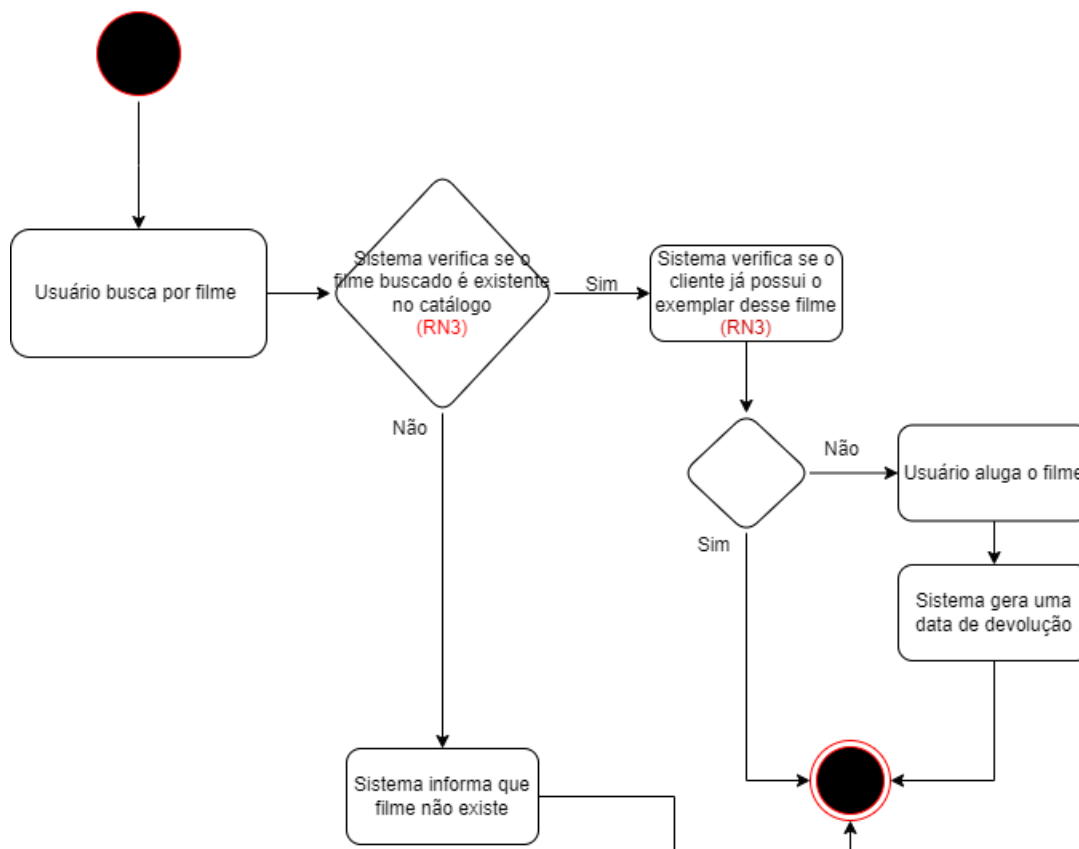 Usuário busca por filme
Sistema verifica se o
filme buscado é existente
no catálogo
(RN3)
Sim
Sistema verifica se o
cliente já possui o
exemplar desse filme
(RN3)
Não
Não
Usuário aluga o filme
Sim
Sistema gera uma
data de devolução
Sistema informa que
filme não existe